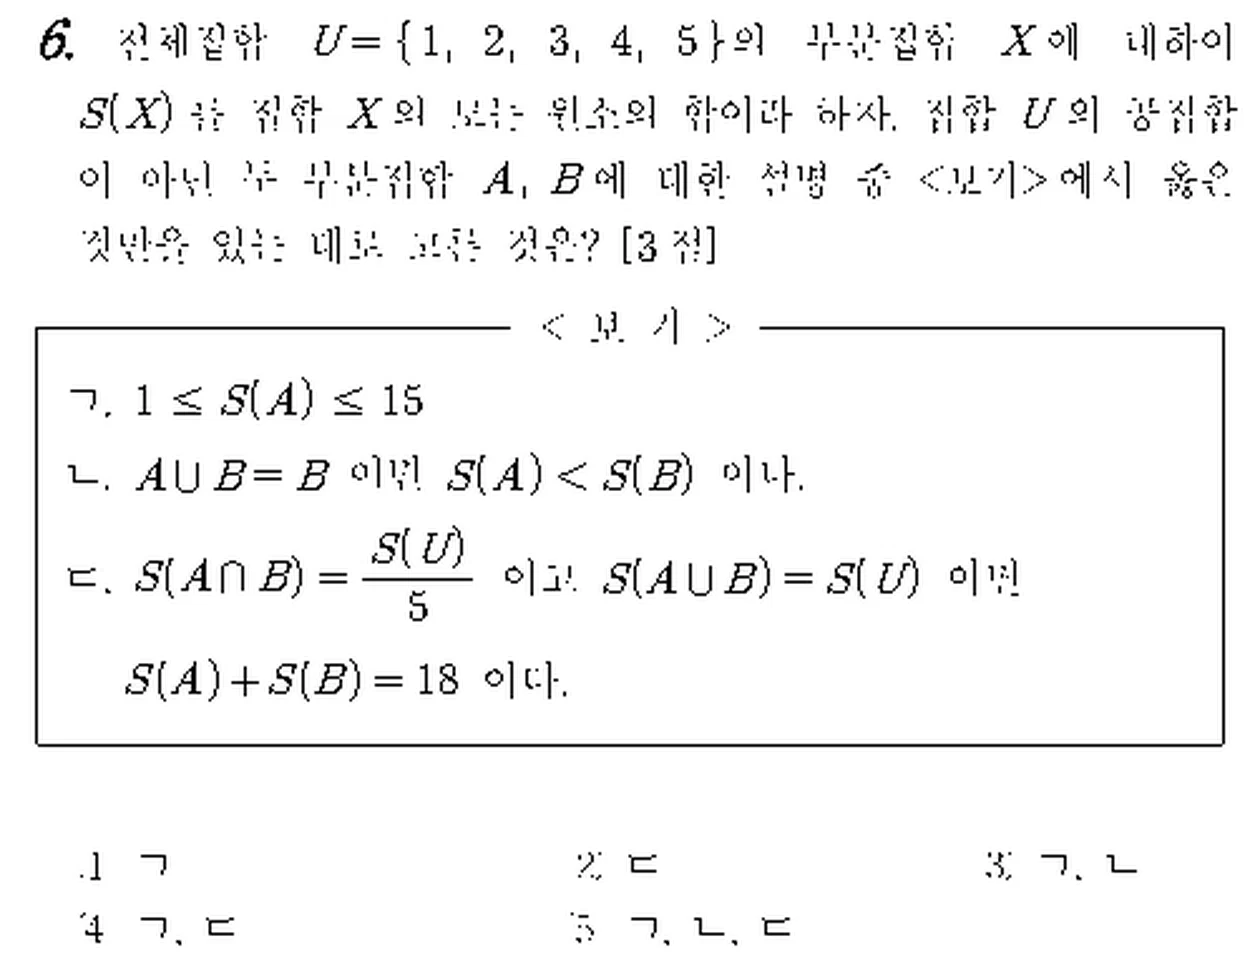 6. 전체집합 U={1, 2, 3, 4, 5}의 부분집합 X에 대하여
S(X)는 집합 X의 모든 원소의 합이라 하자. 집합 U의 공집합
이 아닌 두 부분집합 A, B에 대한 설명 중 <보기>에서 옳은
것만을 있는 대로 고른 것은? [3점]
< 보 기 >
ㄱ. 1 ≤ S(A) ≤ 15
ㄴ. A∪B=B 이면 S(A)<S(B) 이다.
ㄷ. S(A∩B)=S(U)/5 이고 S(A∪B)=S(U) 이면
S(A)+S(B)=18 이다.
① ㄱ ② ㄷ ③ ㄱ, ㄴ
④ ㄱ, ㄷ ⑤ ㄱ, ㄴ, ㄷ